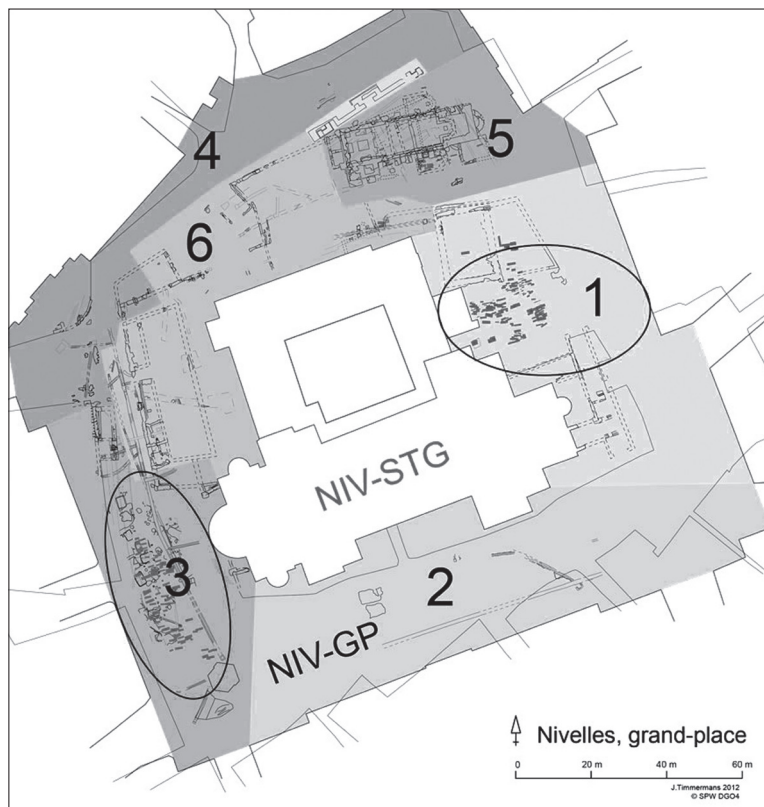 4
5
6
1
NIV-STG
3
2
NIV-GP
Nivelles, grand-place
0 20 m 40 m 60 m
J.Timmermans 2012
© SPW DGO4